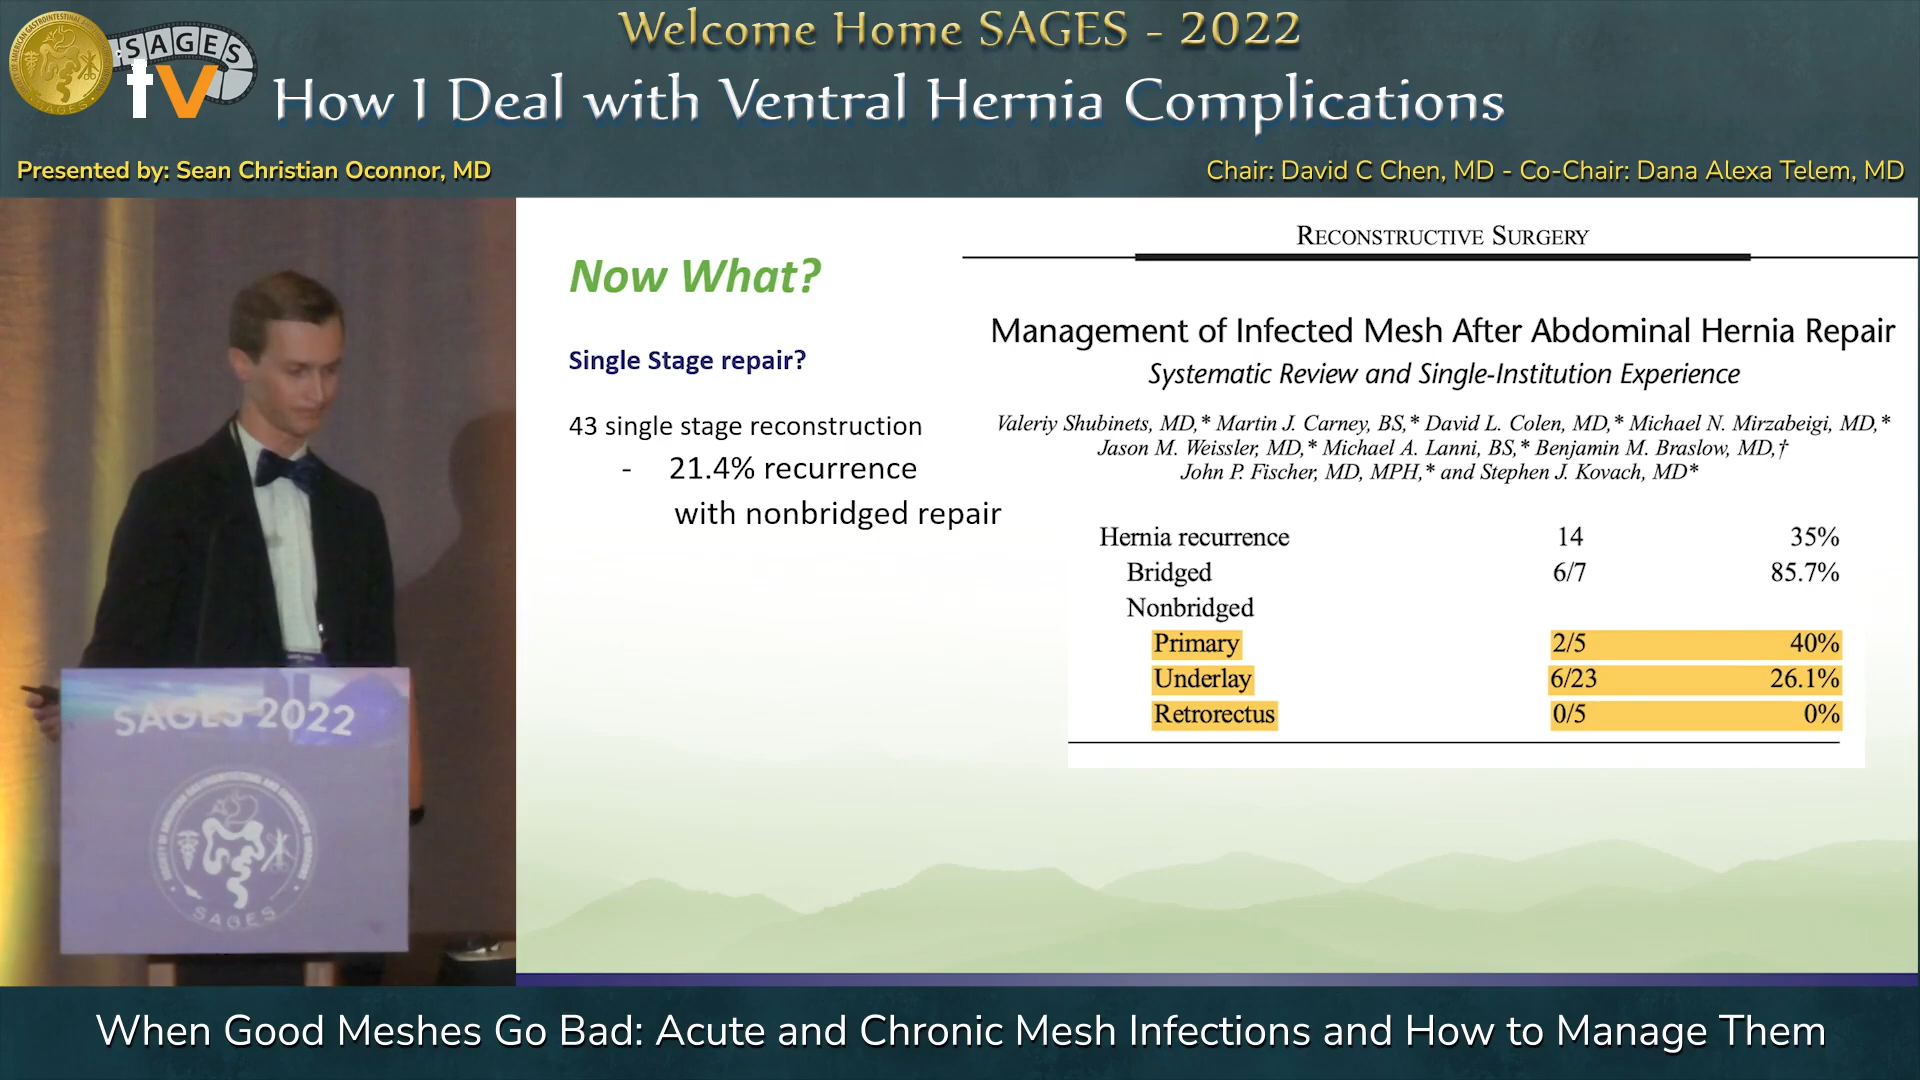 Welcome Home SAGES - 2022
SAGES
tv
How I Deal with Ventral Hernia Complications
Presented by: Sean Christian Oconnor, MD
Chair: David C Chen, MD - Co-Chair: Dana Alexa Telem, MD
RECONSTRUCTIVE SURGERY
Now What?
Management of Infected Mesh After Abdominal Hernia Repair
Systematic Review and Single-Institution Experience
Single Stage repair?
Valeriy Shubinets, MD,* Martin J. Carney, BS,* David L. Colen, MD,* Michael N. Mirzabeigi, MD,*
Jason M. Weissler, MD,* Michael A. Lanni, BS,* Benjamin M. Braslow, MD,†
John P. Fischer, MD, MPH,* and Stephen J. Kovach, MD*
43 single stage reconstruction
- 21.4% recurrence
with nonbridged repair
Hernia recurrence 14 35%
Bridged 6/7 85.7%
Nonbridged
Primary 2/5 40%
Underlay 6/23 26.1%
Retrorectus 0/5 0%
SAGES 2022
SAGES
When Good Meshes Go Bad: Acute and Chronic Mesh Infections and How to Manage Them